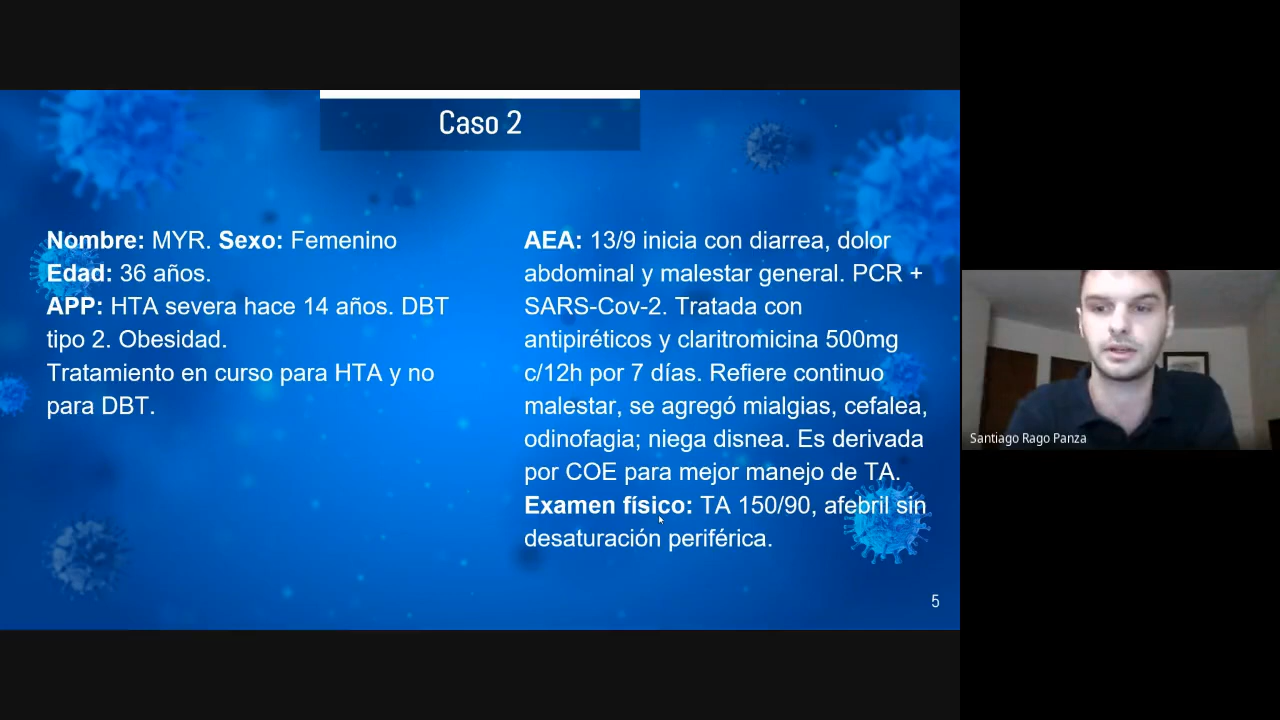 Caso 2
Nombre: MYR. Sexo: Femenino
Edad: 36 años.
APP: HTA severa hace 14 años. DBT
tipo 2. Obesidad.
Tratamiento en curso para HTA y no
para DBT.
AEA: 13/9 inicia con diarrea, dolor
abdominal y malestar general. PCR +
SARS-Cov-2. Tratada con
antipiréticos y claritromicina 500mg
c/12h por 7 días. Refiere continuo
malestar, se agregó mialgias, cefalea,
odinofagia; niega disnea. Es derivada
por COE para mejor manejo de TA.
Examen físico: TA 150/90, afebril sin
desaturación periférica.
5
Santiago Rago Panza